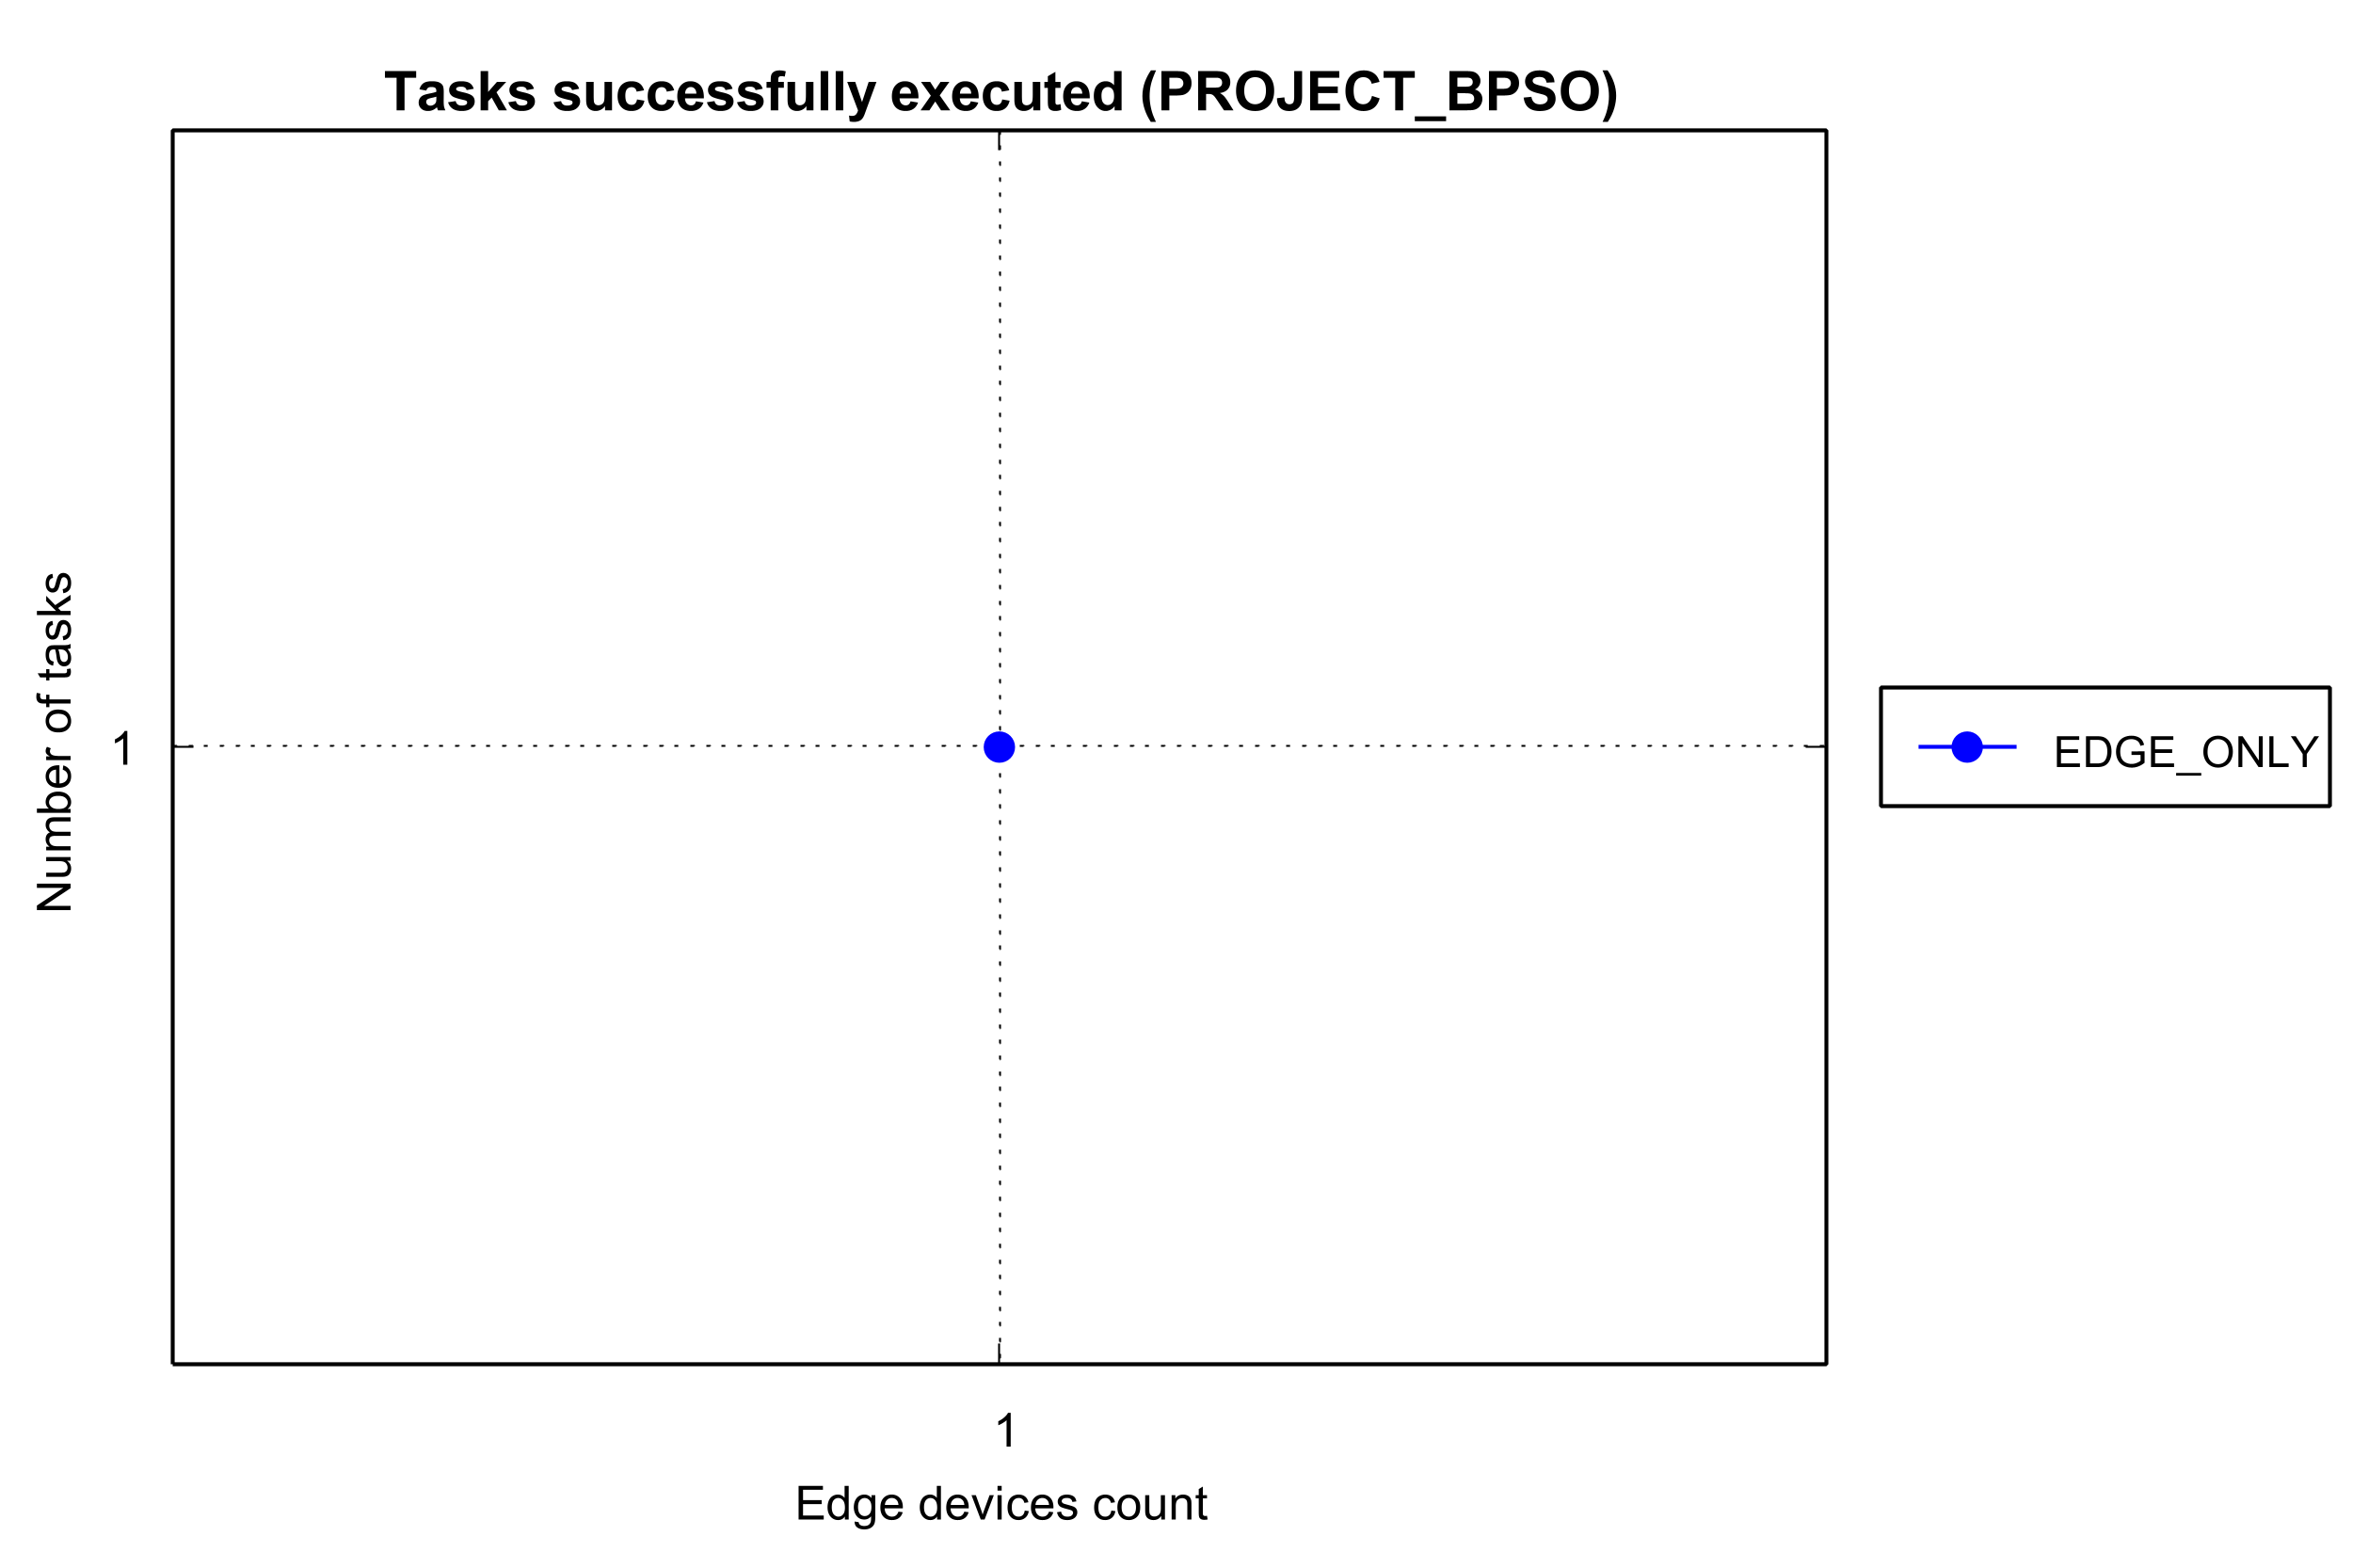 Tasks successfully executed (PROJECT_BPSO)
Number of tasks
1
EDGE_ONLY
1
Edge devices count